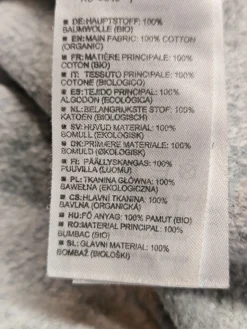 DE: HAUPTSTOFF: 100%
BAUMWOLLE (BIO)
EN: MAIN FABRIC: 100% COTTON
(ORGANIC)
FR: MATIÈRE PRINCIPALE: 100%
COTON (BIO)
IT: TESSUTO PRINCIPALE: 100%
COTONE (BIOLOGICO)
ES: TEJIDO PRINCIPAL: 100%
ALGODÓN (ECOLÓGICA)
NL: BELANGRIJKSTE STOF: 100%
KATOEN (BIOLOGISCH)
SV: HUVUD MATERIAL: 100%
BOMULL (EKOLOGISK)
DK: PRIMÆRE MATERIALE: 100%
BOMULD (ØKOLOGISK)
FI: PÄÄLLYSKANGAS: 100%
PUUVILLA (LUOMU)
PL: TKANINA GŁÓWNA: 100%
BAWEŁNA (EKOLOGICZNA)
CS: HLAVNÍ TKANINA: 100%
BAVLNA (ORGANICKÁ)
HU: FŐ ANYAG: 100% PAMUT (BIO)
RO: MATERIAL PRINCIPAL: 100%
BUMBAC (BIO)
SL: GLAVNI MATERIAL: 100%
BOMBAŽ (BIOLOŠKI)